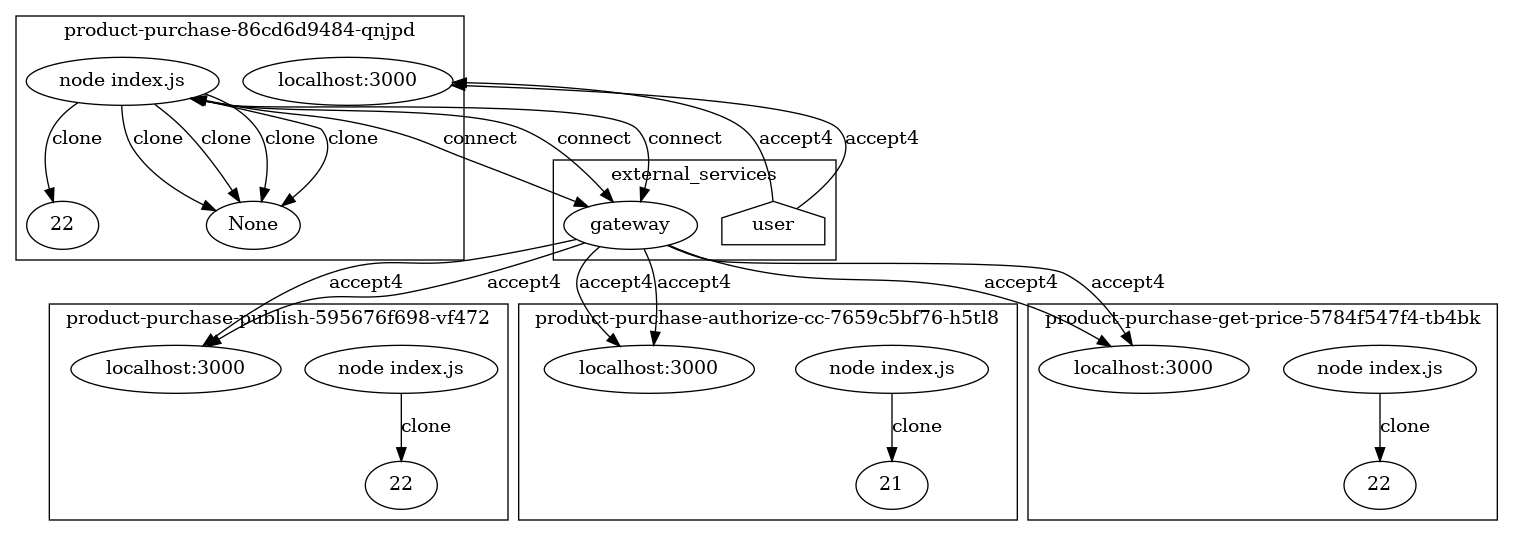 product-purchase-86cd6d9484-qnjpd
node index.js
localhost:3000
clone
clone
clone
clone
clone
connect
connect
connect
accept4
accept4
external_services
22
None
gateway
user
accept4
accept4
accept4
accept4
accept4
accept4
product-purchase-publish-595676f698-vf472
product-purchase-authorize-cc-7659c5bf76-h5tl8
product-purchase-get-price-5784f547f4-tb4bk
localhost:3000
node index.js
localhost:3000
node index.js
localhost:3000
node index.js
clone
clone
clone
22
21
22